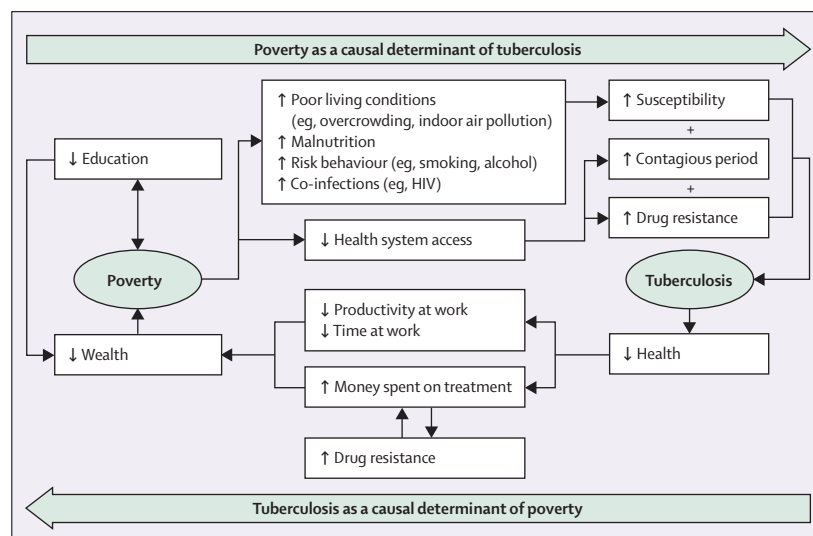 Poverty as a causal determinant of tuberculosis
↑ Poor living conditions
(eg, overcrowding, indoor air pollution)
↑ Malnutrition
↑ Risk behaviour (eg, smoking, alcohol)
↑ Co-infections (eg, HIV)
↑ Susceptibility
+
↓ Education
↑ Contagious period
+
↓ Health system access
↑ Drug resistance
Poverty
Tuberculosis
↓ Productivity at work
↓ Time at work
↓ Wealth
↓ Health
↑ Money spent on treatment
↑ Drug resistance
Tuberculosis as a causal determinant of poverty